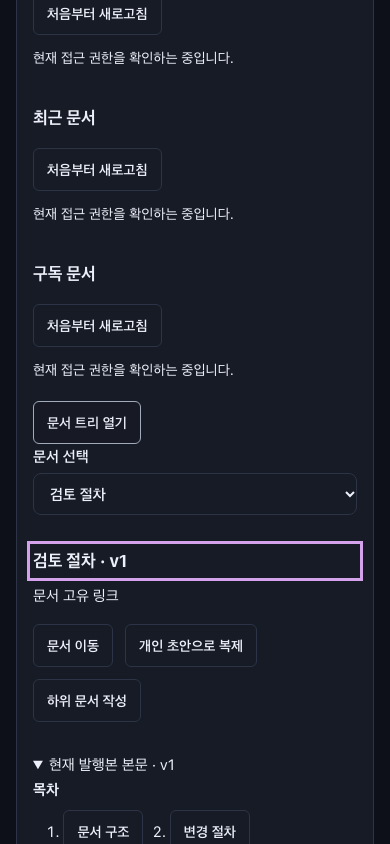 처음부터 새로고침
현재 접근 권한을 확인하는 중입니다.
최근 문서
처음부터 새로고침
현재 접근 권한을 확인하는 중입니다.
구독 문서
처음부터 새로고침
현재 접근 권한을 확인하는 중입니다.
문서 트리 열기
문서 선택
검토 절차
검토 절차 · v1
문서 고유 링크
문서 이동 개인 초안으로 복제
하위 문서 작성
▼ 현재 발행본 본문 · v1
목차
1. 문서 구조 2. 변경 절차